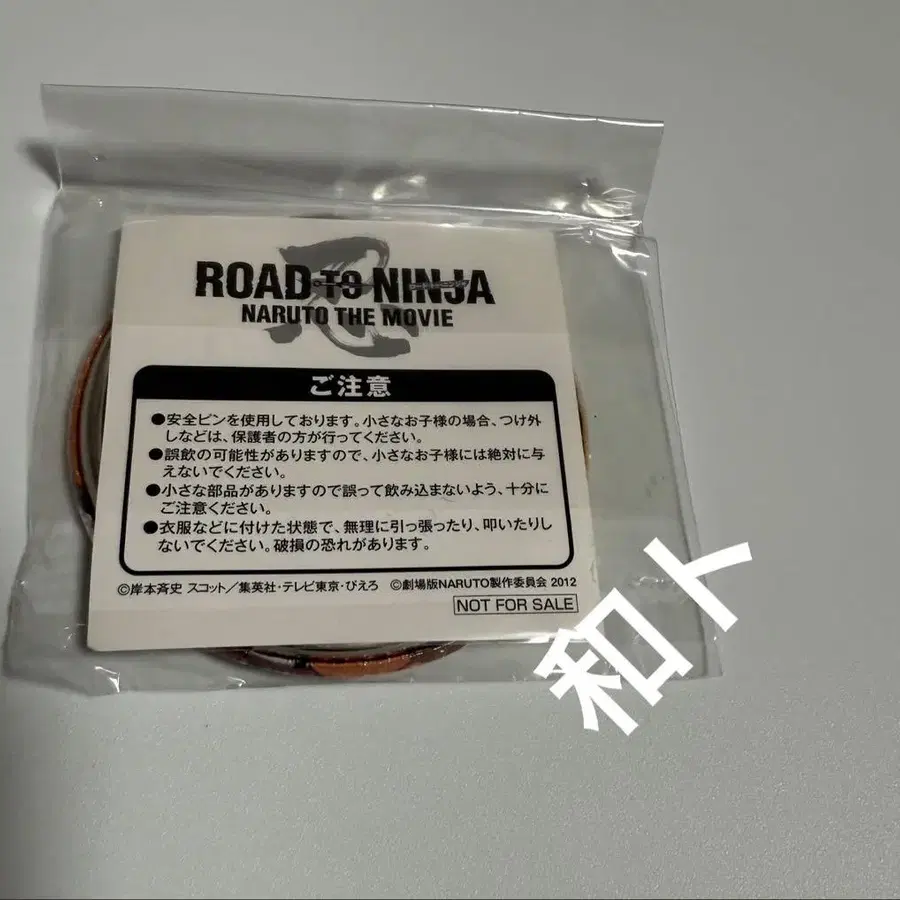 忍
ROAD TO NINJA
NARUTO THE MOVIE
ご注意
●安全ピンを使用しております。小さなお子様の場合、つけ外
しなどは、保護者の方が行ってください。
●誤飲の可能性がありますので、小さなお子様には絶対に与
えないでください。
●小さな部品がありますので誤って飲み込まないよう、十分に
ご注意ください。
●衣服などに付けた状態で、無理に引っ張ったり、叩いたりし
ないでください。破損の恐れがあります。
©岸本斉史 スコット／集英社・テレビ東京・ぴえろ ©劇場版NARUTO製作委員会 2012
NOT FOR SALE
和ト